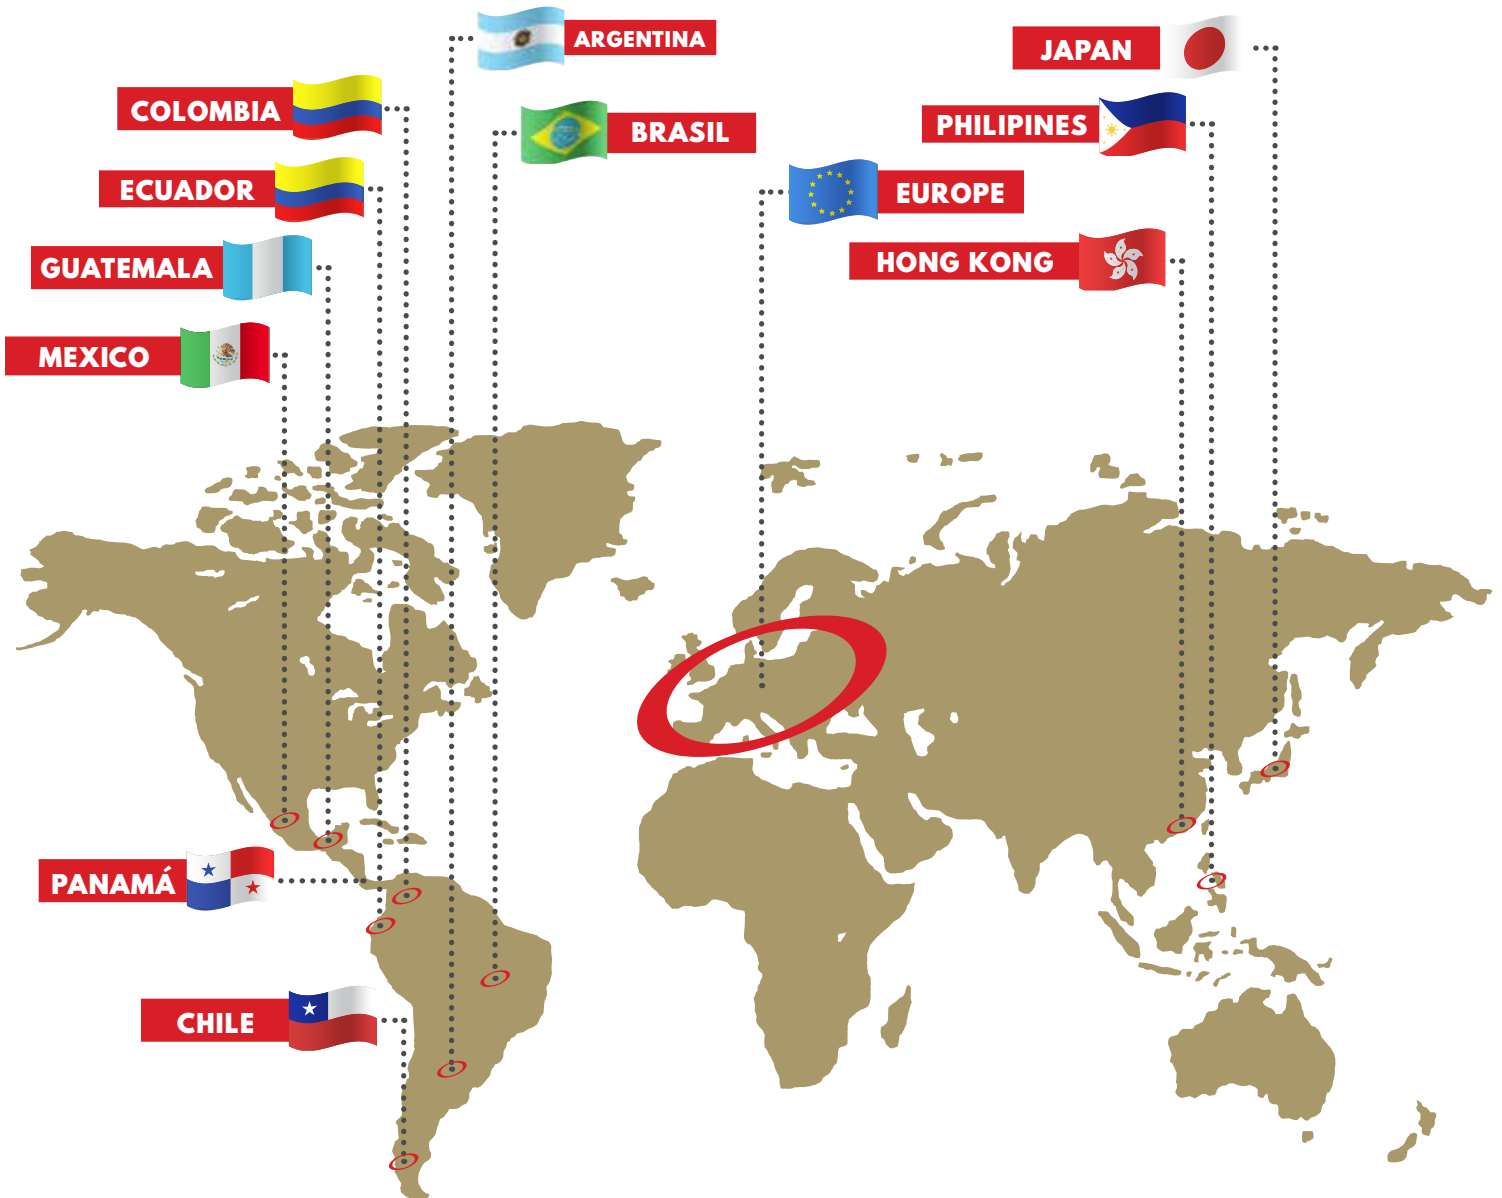 ARGENTINA
JAPAN
COLOMBIA
BRASIL
PHILIPINES
ECUADOR
EUROPE
GUATEMALA
HONG KONG
MEXICO
PANAMÁ
CHILE